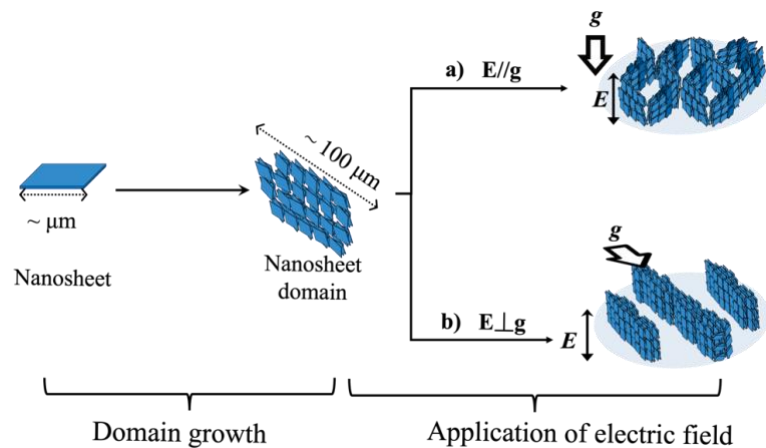 g
a) E//g
E
~ 100 μm
~ μm
Nanosheet
Nanosheet
domain
g
b) E⊥g
E
Domain growth
Application of electric field